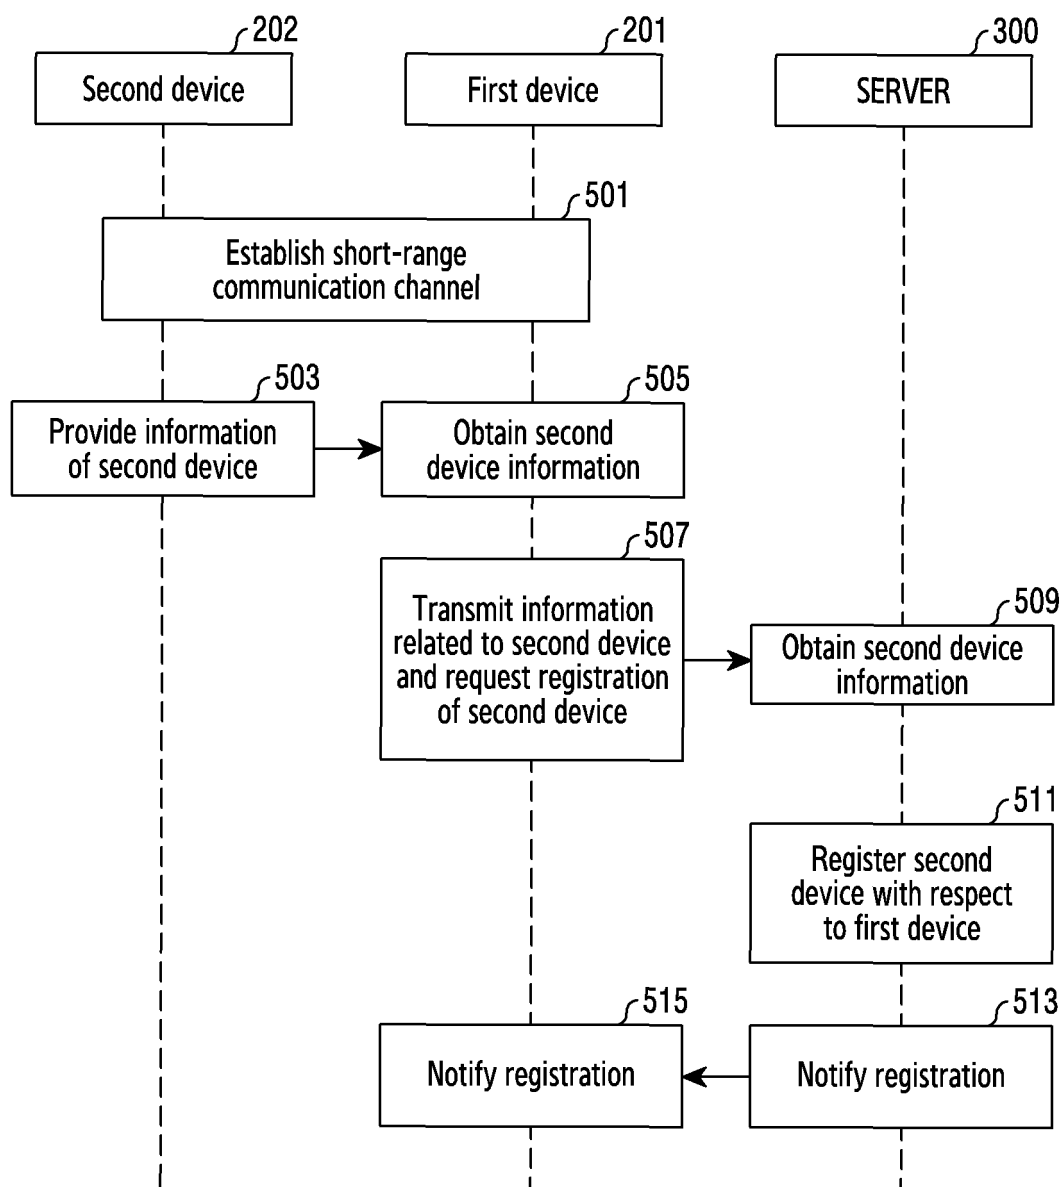 202
201
300
Second device
First device
SERVER
501
Establish short-range
communication channel
503
505
Provide information
of second device
Obtain second
device information
507
Transmit information
related to second device
and request registration
of second device
509
Obtain second device
information
511
Register second
device with respect
to first device
515
513
Notify registration
Notify registration